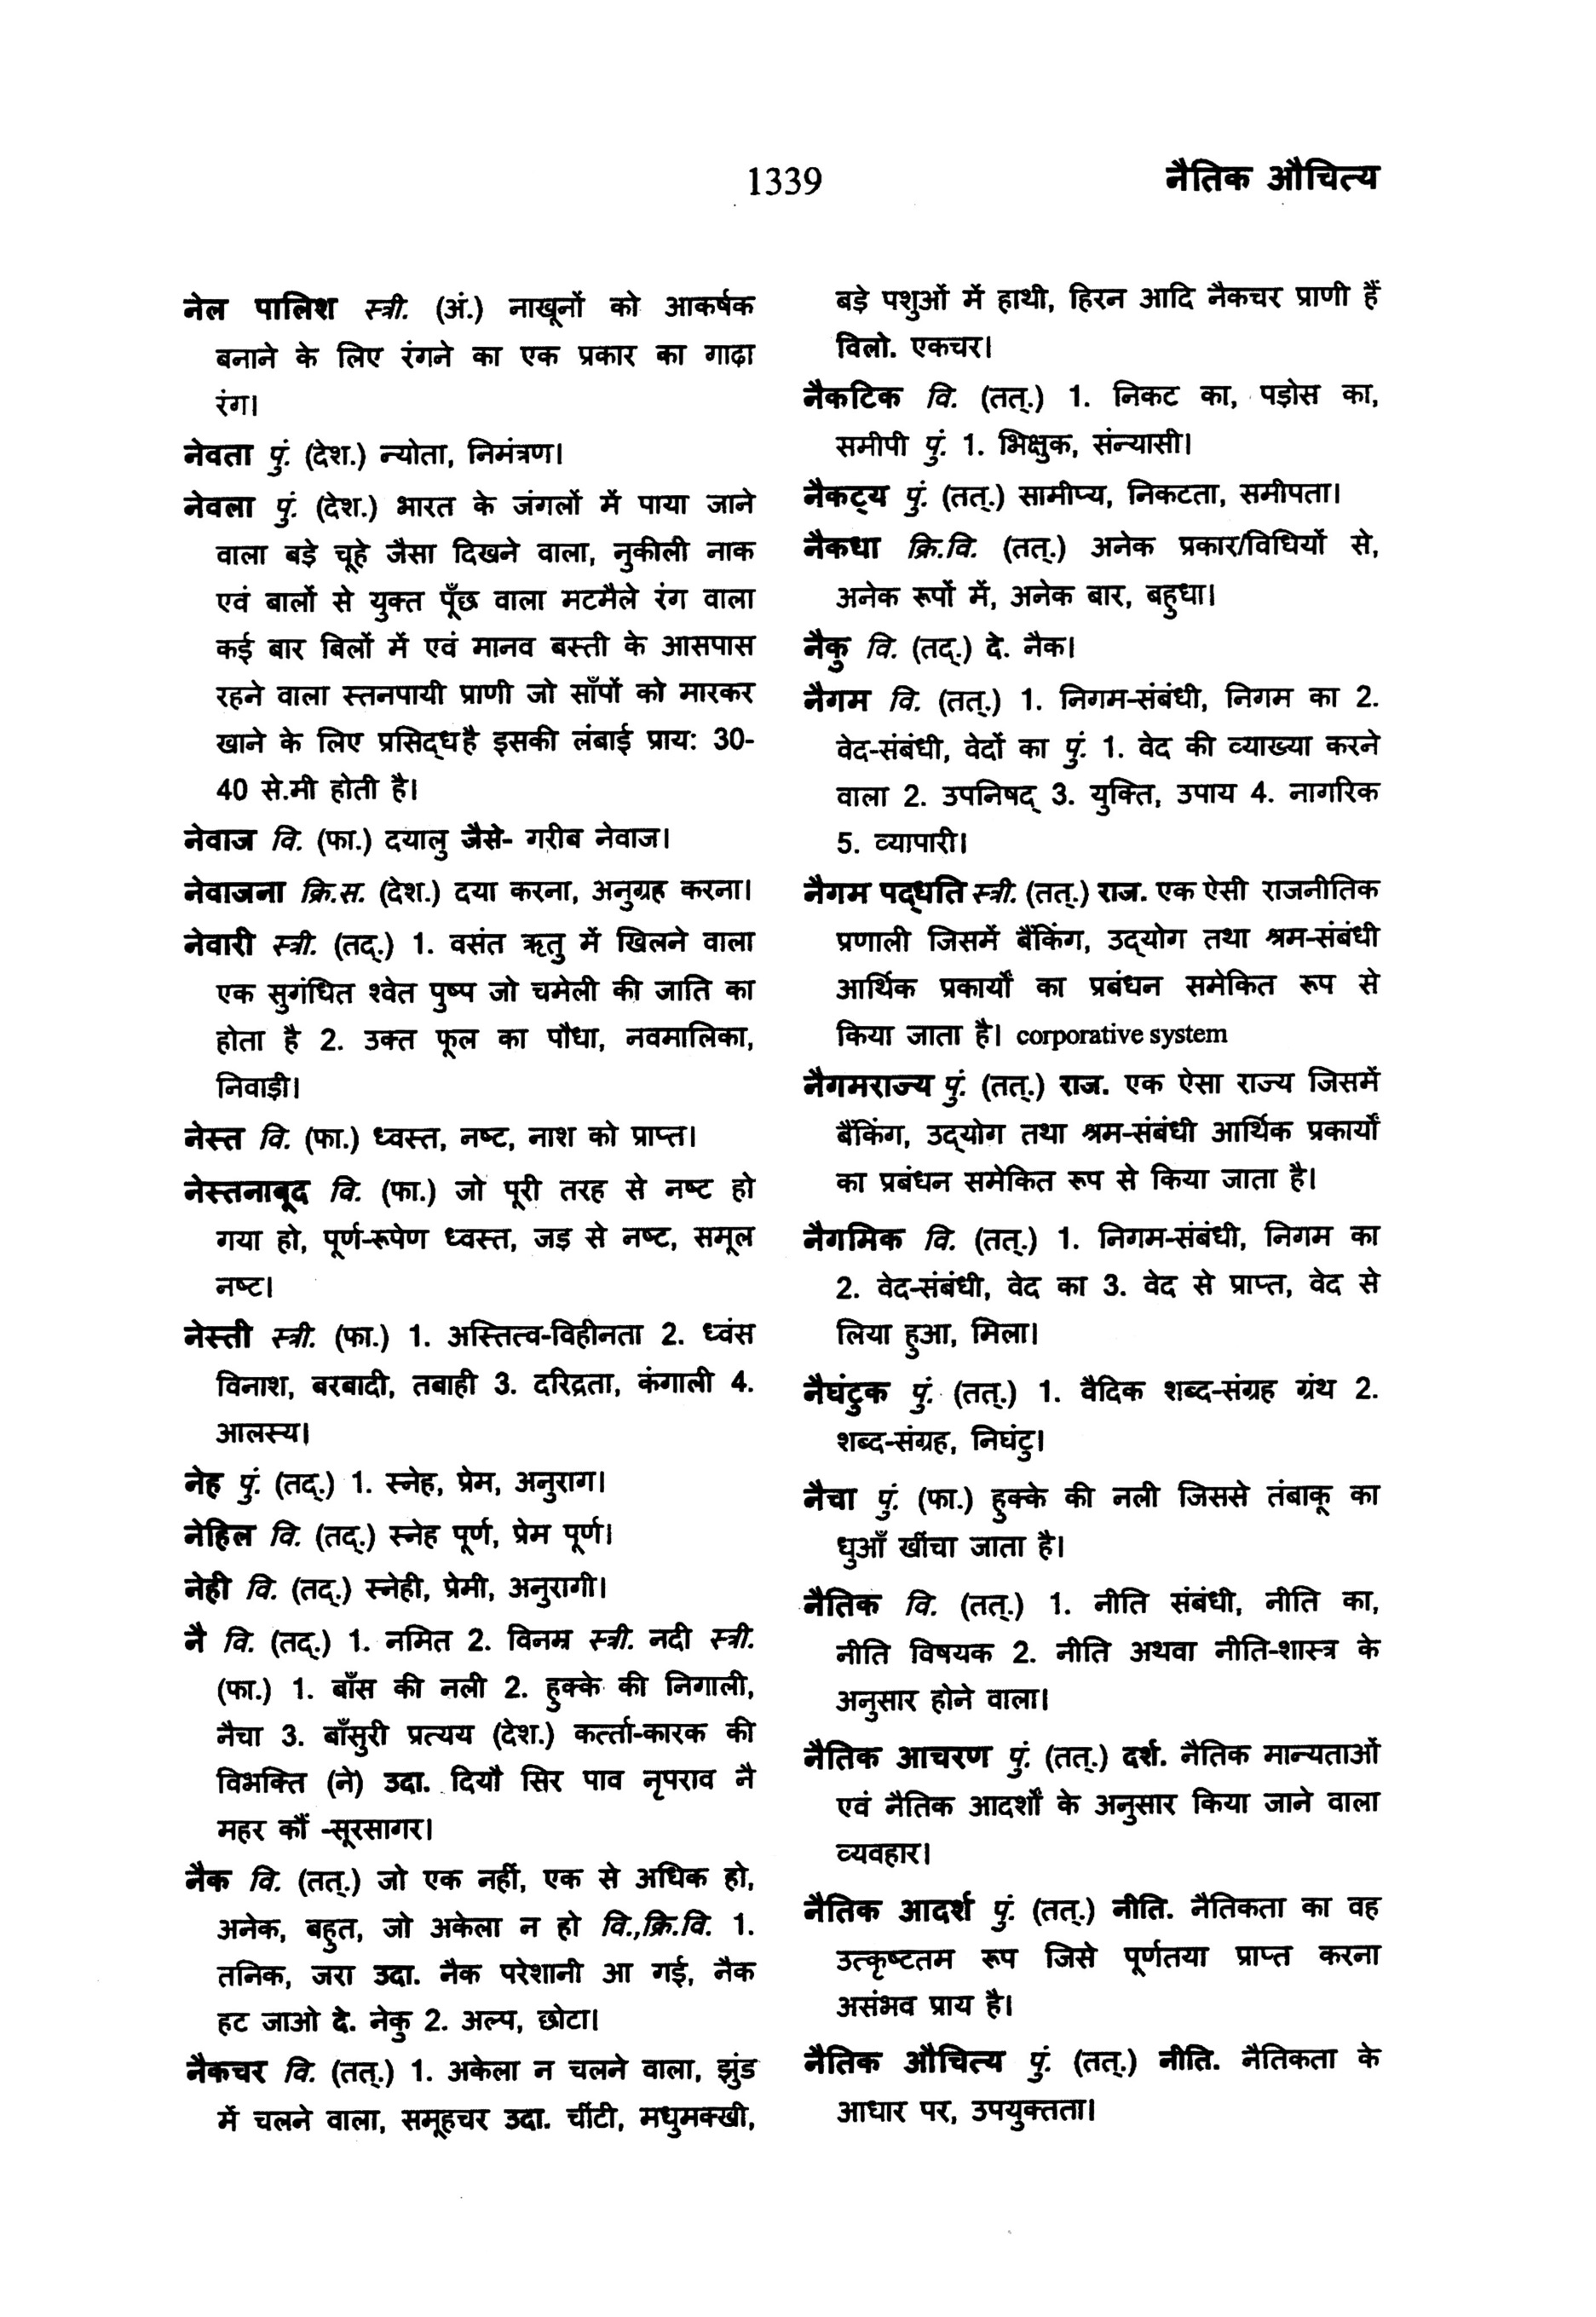 1339
नैतिक औचित्य
नेल पालिश स्त्री. (अं.) नाखूनों को आकर्षक
बनाने के लिए रंगने का एक प्रकार का गाढ़ा
रंग।
नेवता पुं. (देश.) न्योता, निमंत्रण।
नेवला पुं. (देश.) भारत के जंगलों में पाया जाने
वाला बड़े चूहे जैसा दिखने वाला, नुकीली नाक
एवं बालों से युक्त पूँछ वाला मटमैले रंग वाला
कई बार बिलों में एवं मानव बस्ती के आसपास
रहने वाला स्तनपायी प्राणी जो साँपों को मारकर
खाने के लिए प्रसिद्धहै इसकी लंबाई प्राय: 30-
40 से.मी होती है।
नेवाज वि. (फा.) दयालु जैसे- गरीब नेवाज।
नेवाजना क्रि.स. (देश.) दया करना, अनुग्रह करना।
नेवारी स्त्री. (तद्.) 1. वसंत ऋतु में खिलने वाला
एक सुगंधित श्वेत पुष्प जो चमेली की जाति का
होता है 2. उक्त फूल का पौधा, नवमालिका,
निवाड़ी।
नेस्त वि. (फा.) ध्वस्त, नष्ट, नाश को प्राप्त।
नेस्तनाबूद वि. (फा.) जो पूरी तरह से नष्ट हो
गया हो, पूर्ण-रूपेण ध्वस्त, जड़ से नष्ट, समूल
नष्ट।
नेस्ती स्त्री. (फा.) 1. अस्तित्व-विहीनता 2. ध्वंस
विनाश, बरबादी, तबाही 3. दरिद्रता, कंगाली 4.
आलस्य।
नेह पुं. (तद्.) 1. स्नेह, प्रेम, अनुराग।
नेहिल वि. (तद्.) स्नेह पूर्ण, प्रेम पूर्ण।
नेही वि. (तद्.) स्नेही, प्रेमी, अनुरागी।
नै वि. (तद्.) 1. नमित 2. विनम्र स्त्री. नदी स्त्री.
(फा.) 1. बाँस की नली 2. हुक्के की निगाली,
नैचा 3. बाँसुरी प्रत्यय (देश.) कर्त्ता-कारक की
विभक्ति (ने) उदा. दियौ सिर पाव नृपराव नै
महर कौं -सूरसागर।
नैक वि. (तत्.) जो एक नहीं, एक से अधिक हो,
अनेक, बहुत, जो अकेला न हो वि.,क्रि.वि. 1.
तनिक, जरा उदा. नैक परेशानी आ गई, नैक
हट जाओ दे. नेकु 2. अल्प, छोटा।
नैकचर वि. (तत्.) 1. अकेला न चलने वाला, झुंड
में चलने वाला, समूहचर उदा. चींटी, मधुमक्खी,
बड़े पशुओं में हाथी, हिरन आदि नैकचर प्राणी हैं
विलो. एकचर।
नैकटिक वि. (तत्.) 1. निकट का, पड़ोस का,
समीपी पुं. 1. भिक्षुक, संन्यासी।
नैकट्य पुं. (तत्.) सामीप्य, निकटता, समीपता।
नैकधा क्रि.वि. (तत्.) अनेक प्रकार/विधियों से,
अनेक रूपों में, अनेक बार, बहुधा।
नैकु वि. (तद्.) दे. नैक।
नैगम वि. (तत्.) 1. निगम-संबंधी, निगम का 2.
वेद-संबंधी, वेदों का पुं. 1. वेद की व्याख्या करने
वाला 2. उपनिषद् 3. युक्ति, उपाय 4. नागरिक
5. व्यापारी।
नैगम पद्धति स्त्री. (तत्.) राज. एक ऐसी राजनीतिक
प्रणाली जिसमें बैंकिंग, उद्योग तथा श्रम-संबंधी
आर्थिक प्रकार्यों का प्रबंधन समेकित रूप से
किया जाता है। corporative system
नैगमराज्य पुं. (तत्.) राज. एक ऐसा राज्य जिसमें
बैंकिंग, उद्योग तथा श्रम-संबंधी आर्थिक प्रकार्यों
का प्रबंधन समेकित रूप से किया जाता है।
नैगमिक वि. (तत्.) 1. निगम-संबंधी, निगम का
2. वेद-संबंधी, वेद का 3. वेद से प्राप्त, वेद से
लिया हुआ, मिला।
नैघंटुक पुं. (तत्.) 1. वैदिक शब्द-संग्रह ग्रंथ 2.
शब्द-संग्रह, निघंटु।
नैचा पुं. (फा.) हुक्के की नली जिससे तंबाकू का
धुआँ खींचा जाता है।
नैतिक वि. (तत्.) 1. नीति संबंधी, नीति का,
नीति विषयक 2. नीति अथवा नीति-शास्त्र के
अनुसार होने वाला।
नैतिक आचरण पुं. (तत्.) दर्श. नैतिक मान्यताओं
एवं नैतिक आदर्शों के अनुसार किया जाने वाला
व्यवहार।
नैतिक आदर्श पुं. (तत्.) नीति. नैतिकता का वह
उत्कृष्टतम रूप जिसे पूर्णतया प्राप्त करना
असंभव प्राय है।
नैतिक औचित्य पुं. (तत्.) नीति. नैतिकता के
आधार पर, उपयुक्तता।